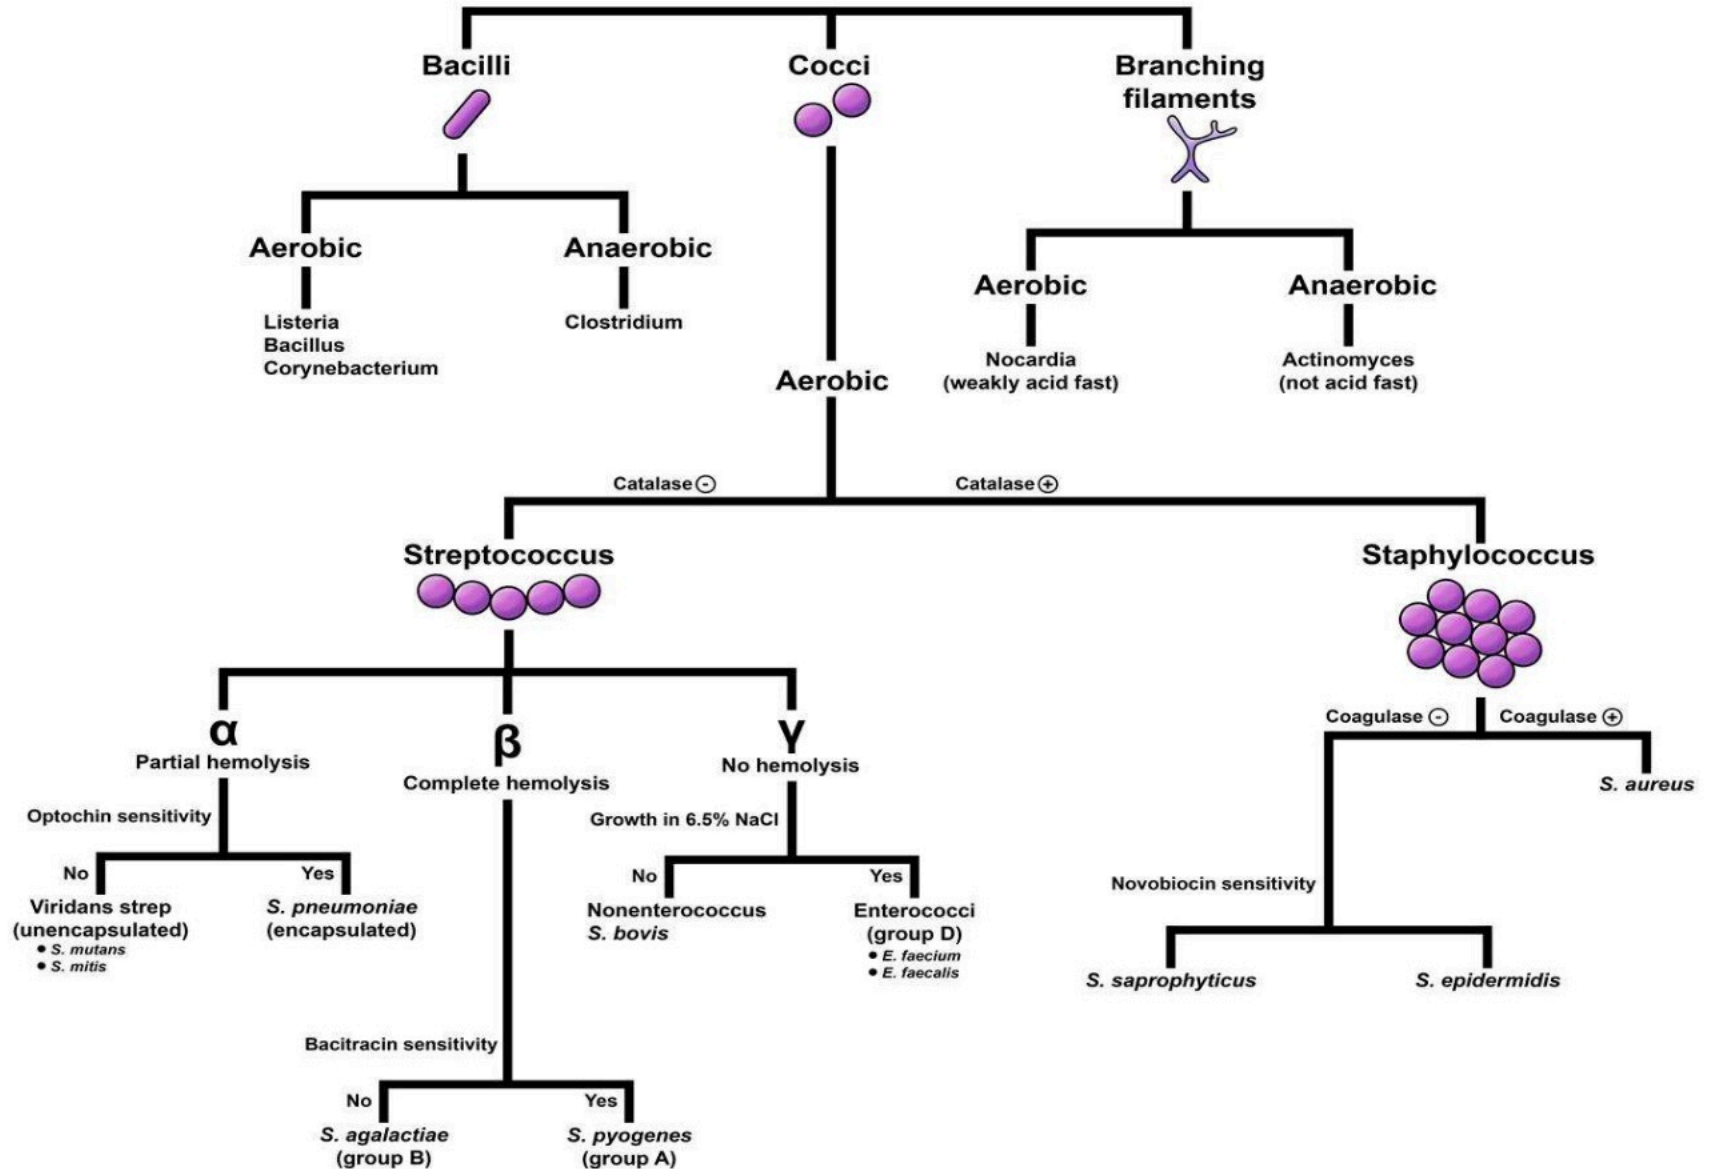 Bacilli
Cocci
Branching
filaments
Aerobic
Anaerobic
Listeria
Bacillus
Corynebacterium
Clostridium
Aerobic
Aerobic
Anaerobic
Nocardia
(weakly acid fast)
Actinomyces
(not acid fast)
Catalase ⊖
Catalase ⊕
Streptococcus
Staphylococcus
α
Partial hemolysis
β
Complete hemolysis
γ
No hemolysis
Optochin sensitivity
No
Yes
Viridans strep
(unencapsulated)
• S. mutans
• S. mitis
S. pneumoniae
(encapsulated)
Growth in 6.5% NaCl
No
Yes
Nonenterococcus
S. bovis
Enterococci
(group D)
• E. faecium
• E. faecalis
Bacitracin sensitivity
No
Yes
S. agalactiae
(group B)
S. pyogenes
(group A)
Coagulase ⊖
Coagulase ⊕
S. aureus
Novobiocin sensitivity
S. saprophyticus
S. epidermidis